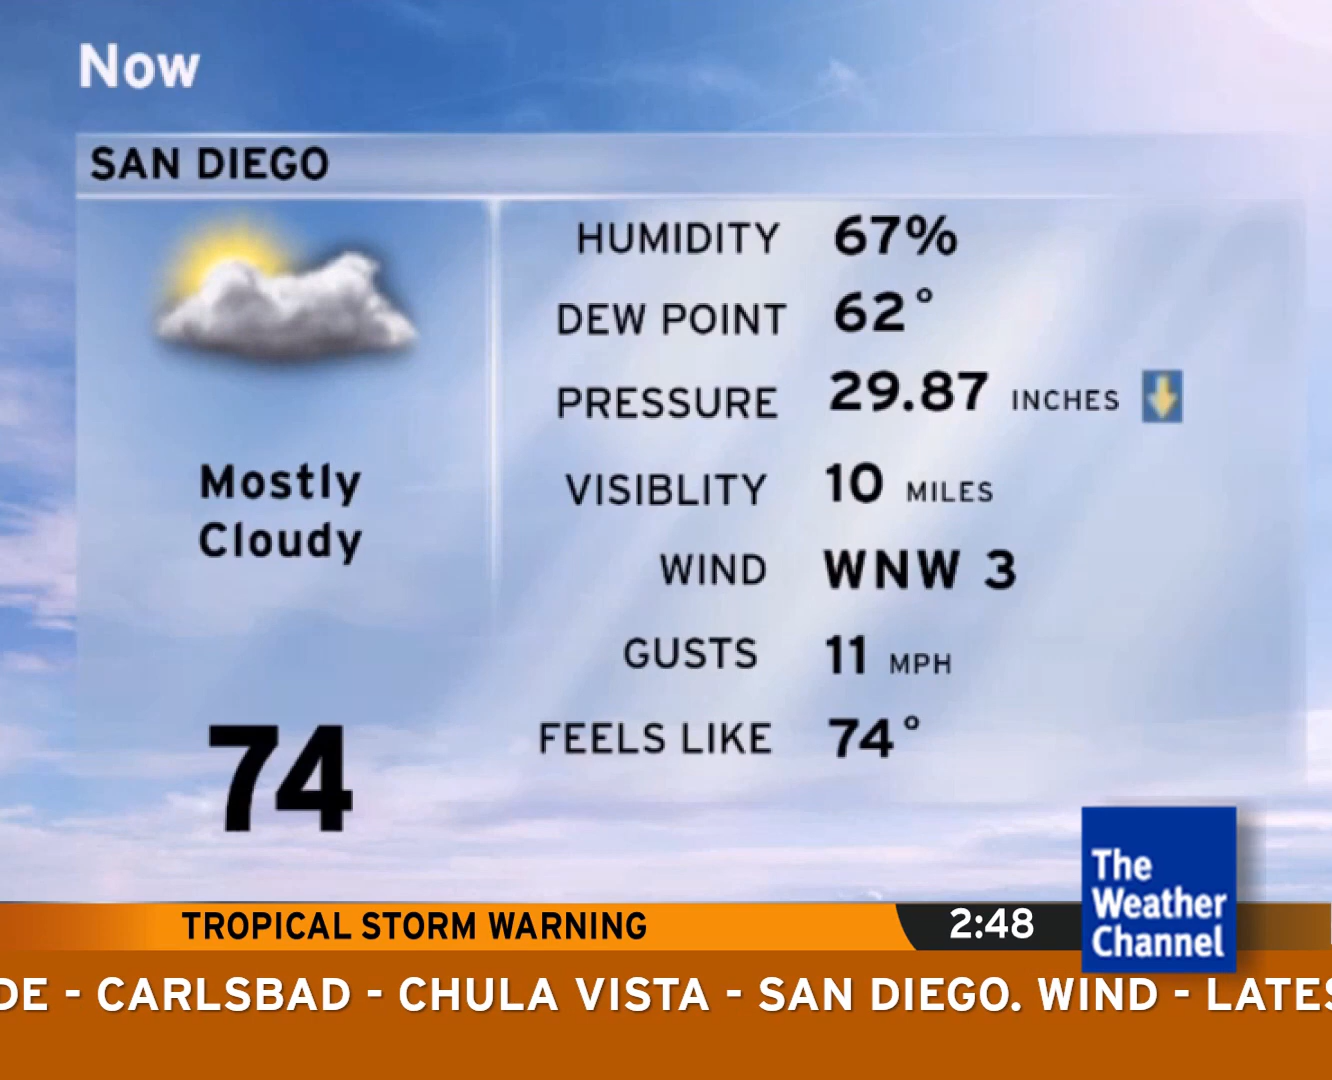 Now
SAN DIEGO
Mostly
Cloudy
74
HUMIDITY 67%
DEW POINT 62°
PRESSURE 29.87 INCHES
VISIBLITY 10 MILES
WIND WNW 3
GUSTS 11 MPH
FEELS LIKE 74°
TROPICAL STORM WARNING
2:48
The
Weather
Channel
DE - CARLSBAD - CHULA VISTA - SAN DIEGO. WIND - LATES